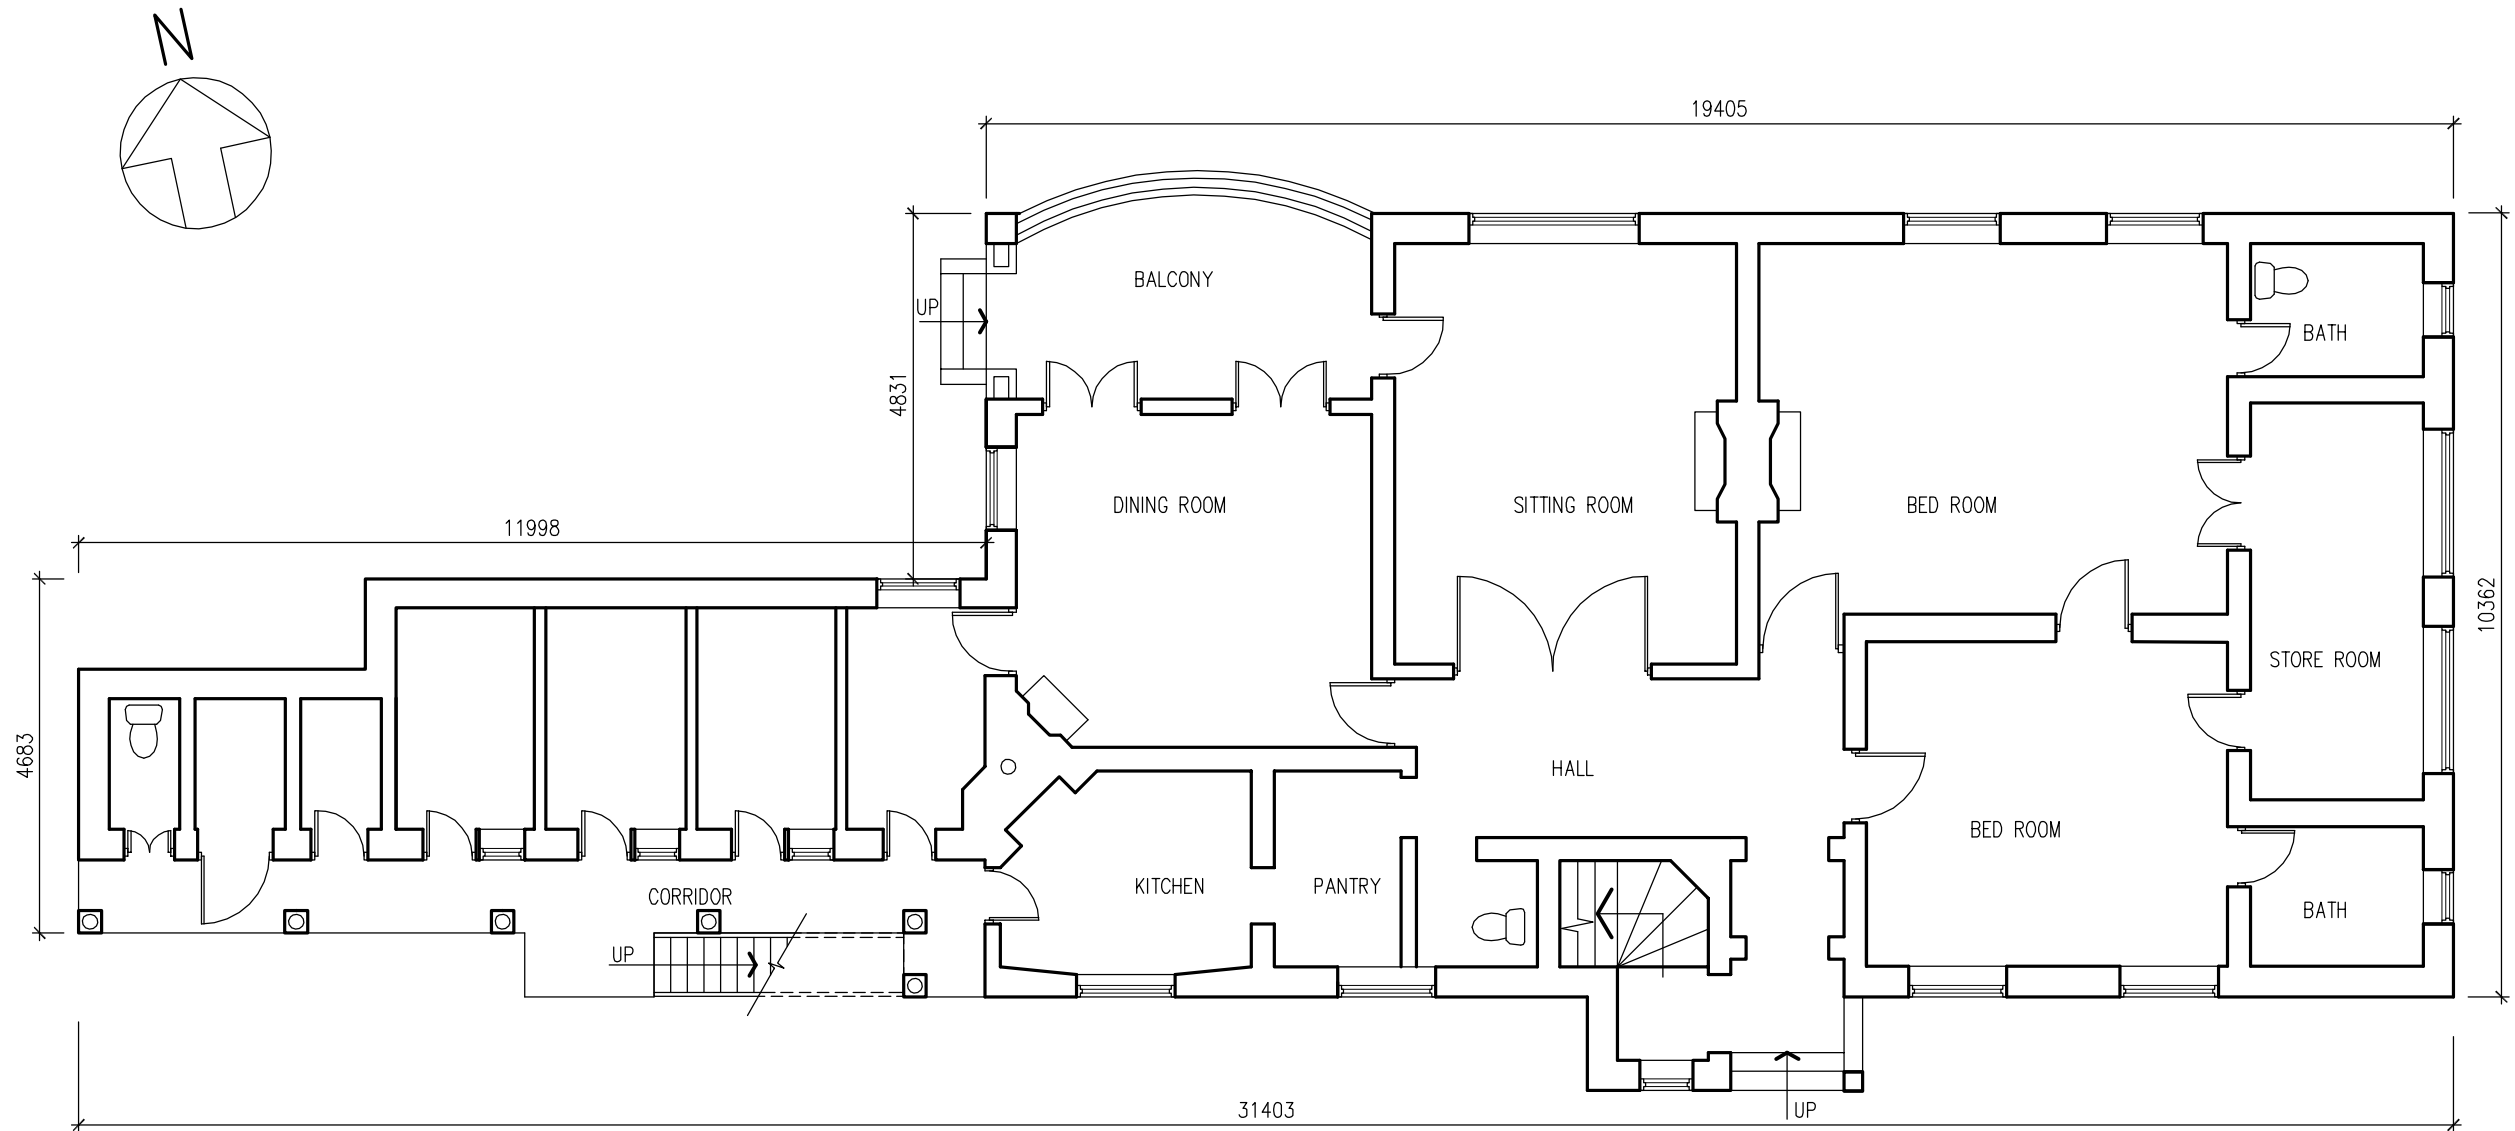 N
19405
BALCONY
UP
BATH
4831
DINING ROOM
SITTING ROOM
BED ROOM
11998
10362
STORE ROOM
4683
HALL
BED ROOM
KITCHEN
PANTRY
CORRIDOR
BATH
UP
31403
UP